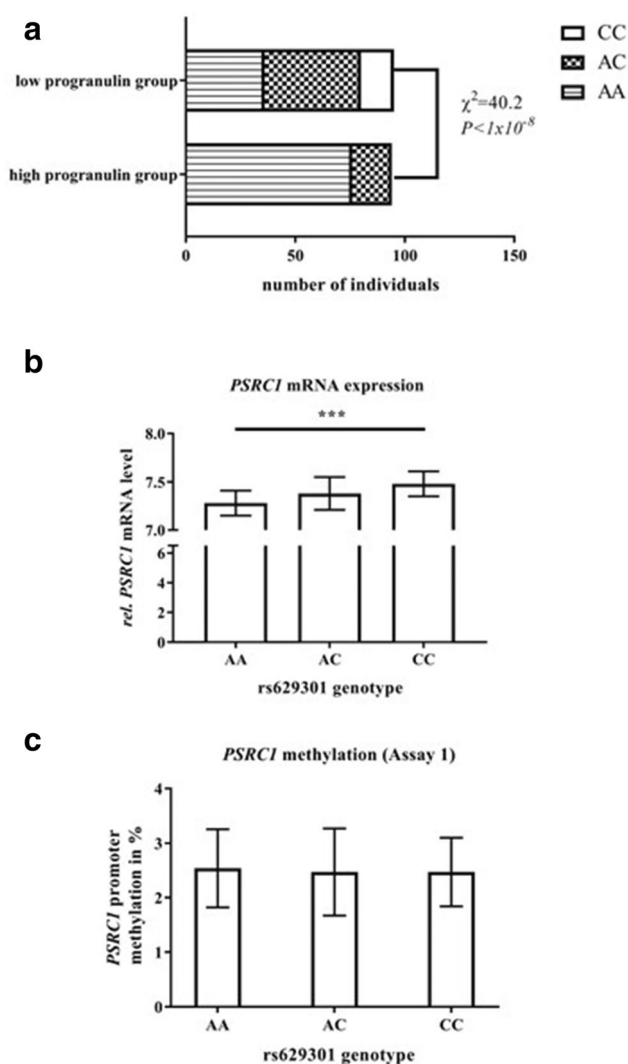 a
CC
AC
AA
low progranulin group
high progranulin group
χ²=40.2
P<1x10⁻⁸
0 50 100 150
number of individuals
b
PSRC1 mRNA expression
***
rel. PSRC1 mRNA level
8.0
7.5
7.0
6
4
2
0
AA AC CC
rs629301 genotype
c
PSRC1 methylation (Assay 1)
PSRC1 promoter
methylation in %
4
3
2
1
0
AA AC CC
rs629301 genotype